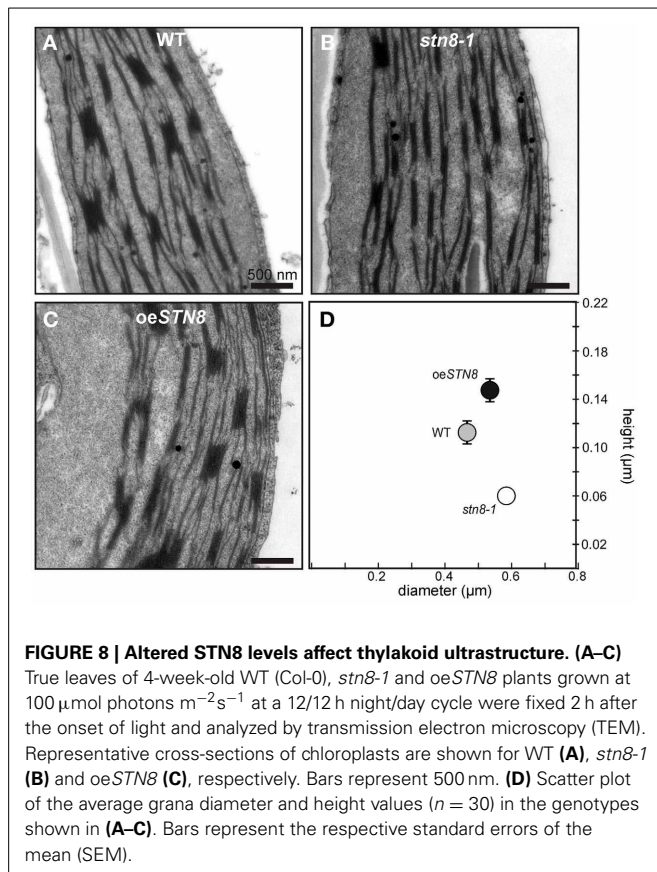 A
WT
500 nm
B
stn8-1
C
oeSTN8
D
0.22
0.18
0.14
0.10
0.06
0.02
height (µm)
oeSTN8
WT
stn8-1
0.2
0.4
0.6
0.8
diameter (µm)
FIGURE 8 | Altered STN8 levels affect thylakoid ultrastructure. (A–C)
True leaves of 4-week-old WT (Col-0), stn8-1 and oeSTN8 plants grown at
100 µmol photons m−2s−1 at a 12/12 h night/day cycle were fixed 2 h after
the onset of light and analyzed by transmission electron microscopy (TEM).
Representative cross-sections of chloroplasts are shown for WT (A), stn8-1
(B) and oeSTN8 (C), respectively. Bars represent 500 nm. (D) Scatter plot
of the average grana diameter and height values (n = 30) in the genotypes
shown in (A–C). Bars represent the respective standard errors of the
mean (SEM).